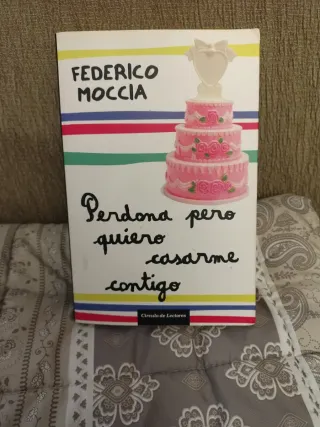 FEDERICO
MOCCIA
Perdona pero
quiero
casarme
contigo
Círculo de Lectores